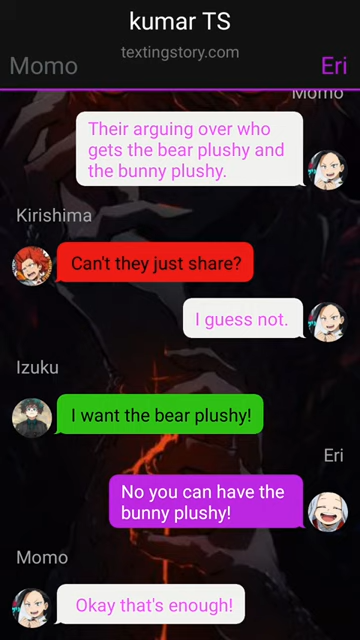 kumar TS
textingstory.com
Momo
Eri
Momo
Their arguing over who
gets the bear plushy and
the bunny plushy.
Kirishima
Can't they just share?
I guess not.
Izuku
I want the bear plushy!
Eri
No you can have the
bunny plushy!
Momo
Okay that's enough!